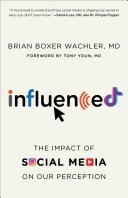 "A must-read to understand how social media is shaping our world in
ways you don't even know." —Sandra Lee, MD, aka Dr. Pimple Popper
BRIAN BOXER WACHLER, MD
FOREWORD BY TONY YOUN, MD
influenced
THE IMPACT OF
SOCIAL MEDIA
ON OUR PERCEPTION